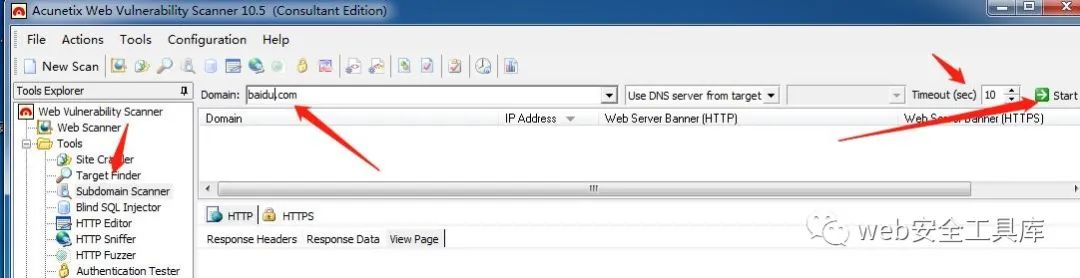 Acunetix Web Vulnerability Scanner 10.5 (Consultant Edition)
File Actions Tools Configuration Help
New Scan
Tools Explorer
Domain: baidu.com Use DNS server from target Timeout (sec) 10 Start
Web Vulnerability Scanner
Domain IP Address Web Server Banner (HTTP) Web Server Banner (HTTPS)
Web Scanner
Tools
Site Crawler
Target Finder
Subdomain Scanner
Blind SQL Injector
HTTP HTTPS
HTTP Editor
HTTP Sniffer
Response Headers Response Data View Page
HTTP Fuzzer
Authentication Tester
web安全工具库